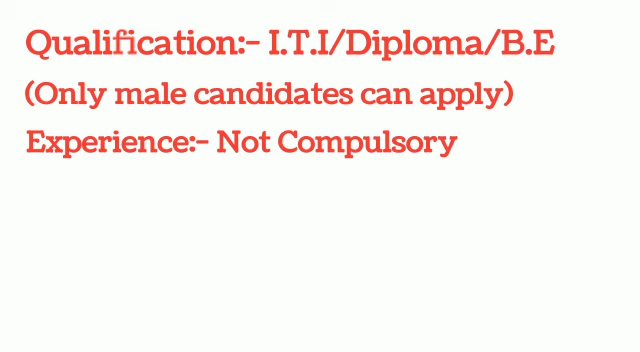 Qualification:- I.T.I/Diploma/B.E
(Only male candidates can apply)
Experience:- Not Compulsory